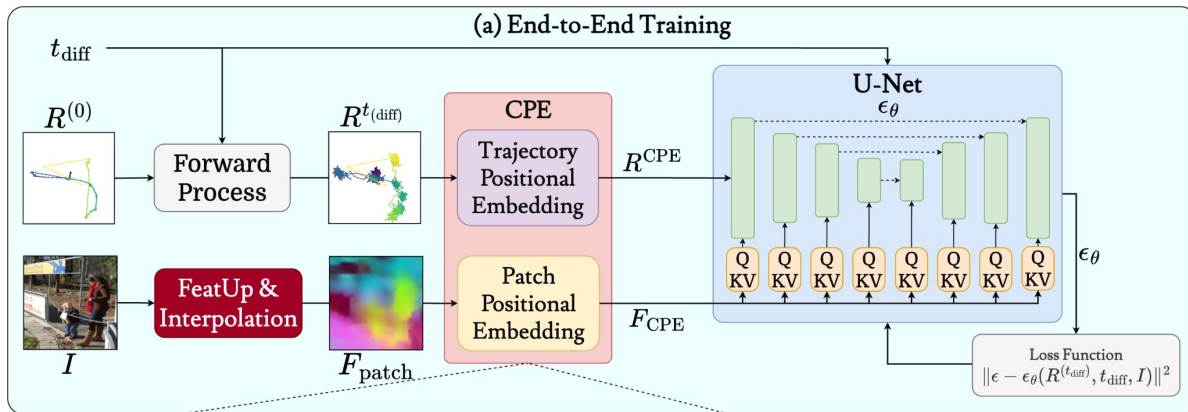 (a) End-to-End Training
t_diff
R^(0)
Forward
Process
R^t_(diff)
CPE
Trajectory
Positional
Embedding
R^CPE
U-Net
ϵ_θ
I
FeatUp &
Interpolation
F_patch
Patch
Positional
Embedding
F_CPE
Q Q Q Q Q Q Q Q
KV KV KV KV KV KV KV KV
ϵ_θ
Loss Function
‖ϵ − ϵ_θ(R^(t_diff), t_diff, I)‖²